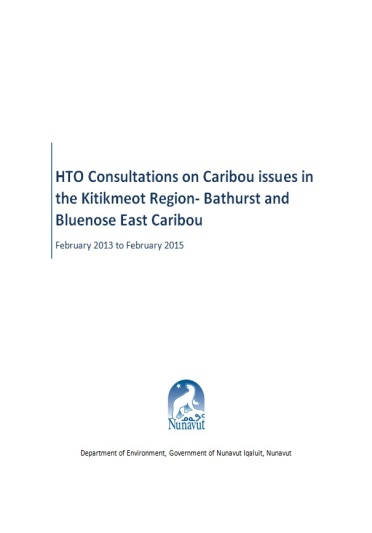 HTO Consultations on Caribou issues in
the Kitikmeot Region- Bathurst and
Bluenose East Caribou
February 2013 to February 2015
Nunavut
Department of Environment, Government of Nunavut Iqaluit, Nunavut